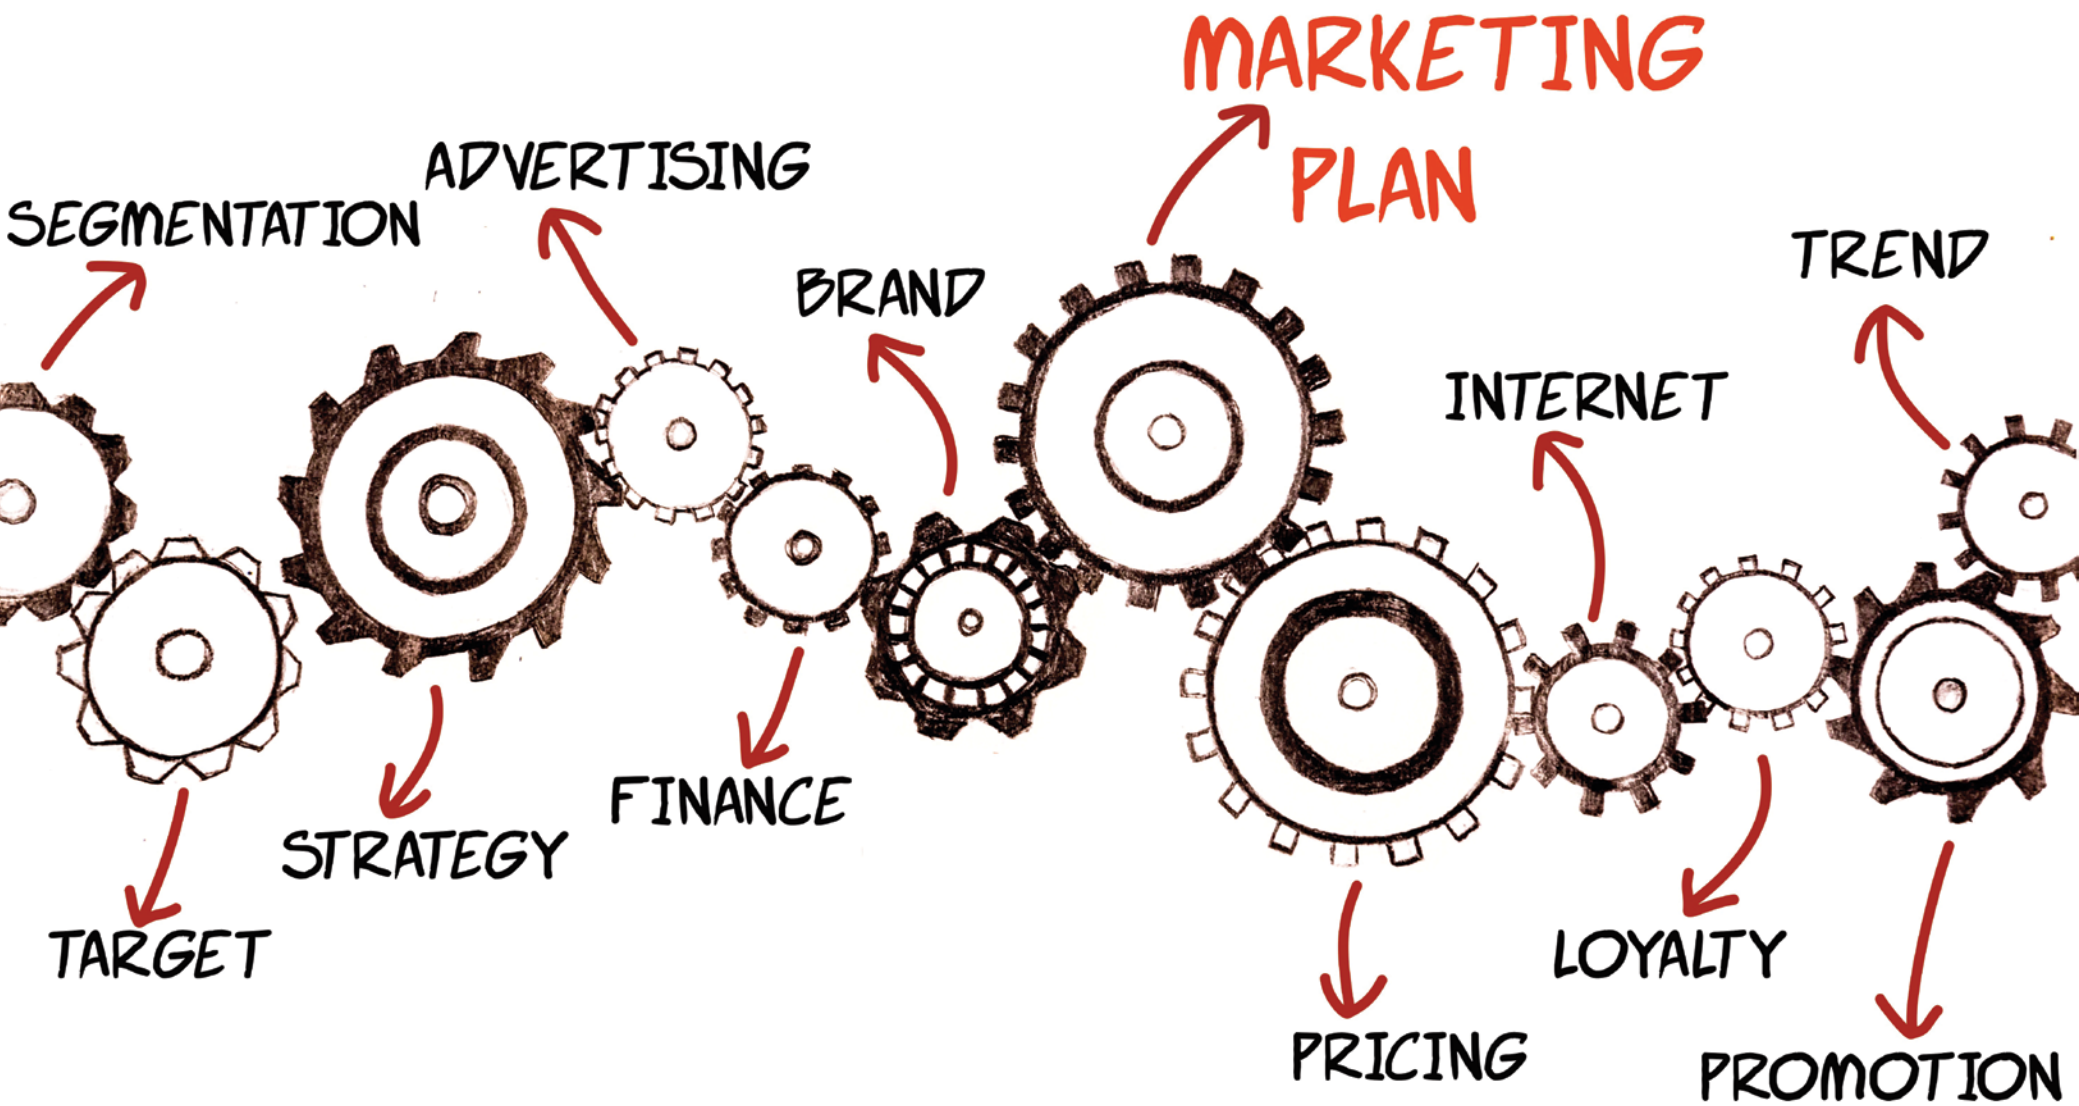 MARKETING
PLAN
ADVERTISING
SEGMENTATION
BRAND
TREND
INTERNET
FINANCE
STRATEGY
TARGET
LOYALTY
PRICING
PROMOTION